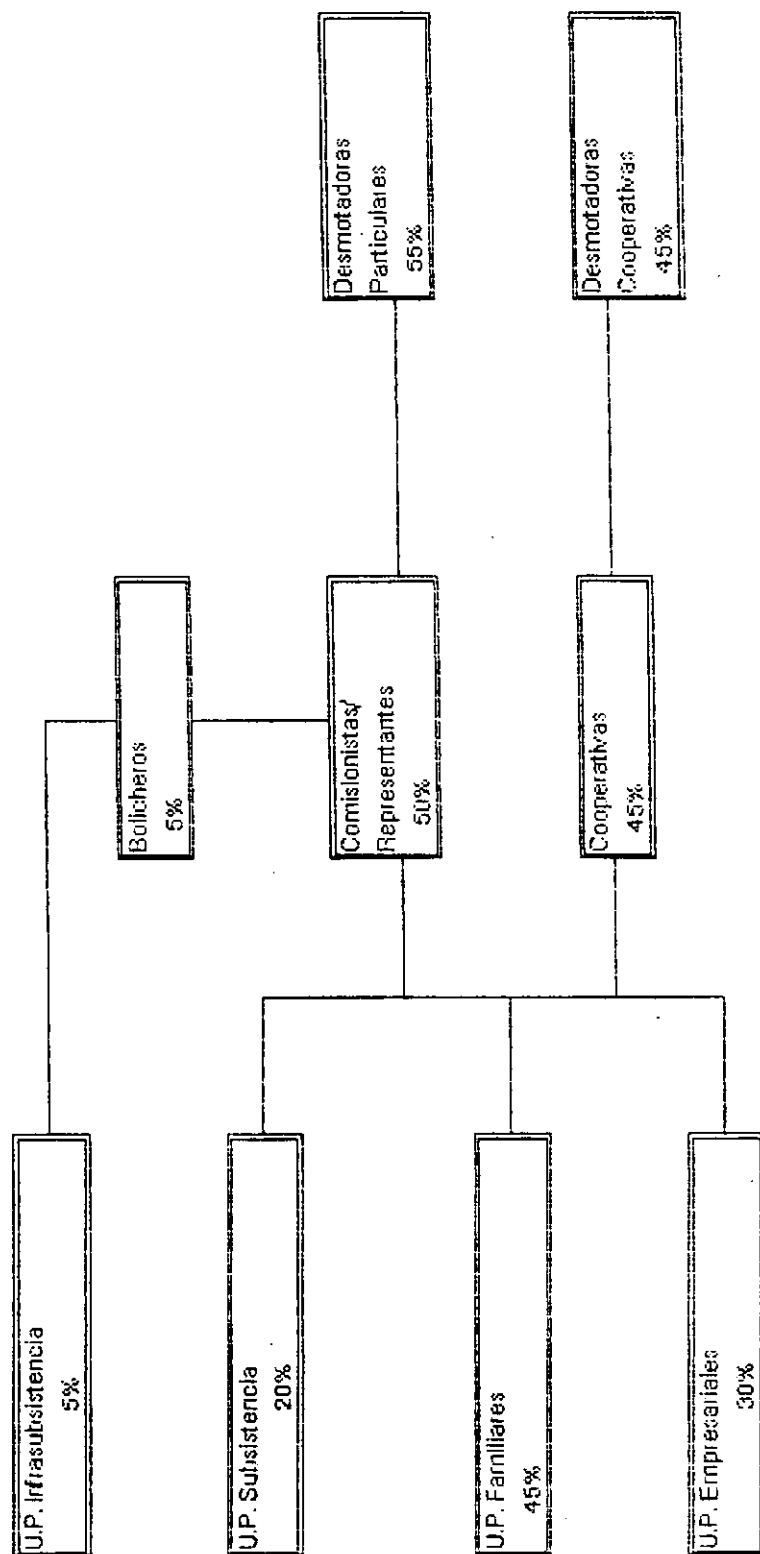 U.P. Infrasubsistencia
5%
U.P. Subsistencia
20%
U.P. Familiares
45%
U.P. Empresariales
30%
Bolicheros
5%
Comisionistas/
Representantes
50%
Cooperativas
45%
Desmotadoras
Particulares
55%
Desmotadoras
Cooperativas
45%